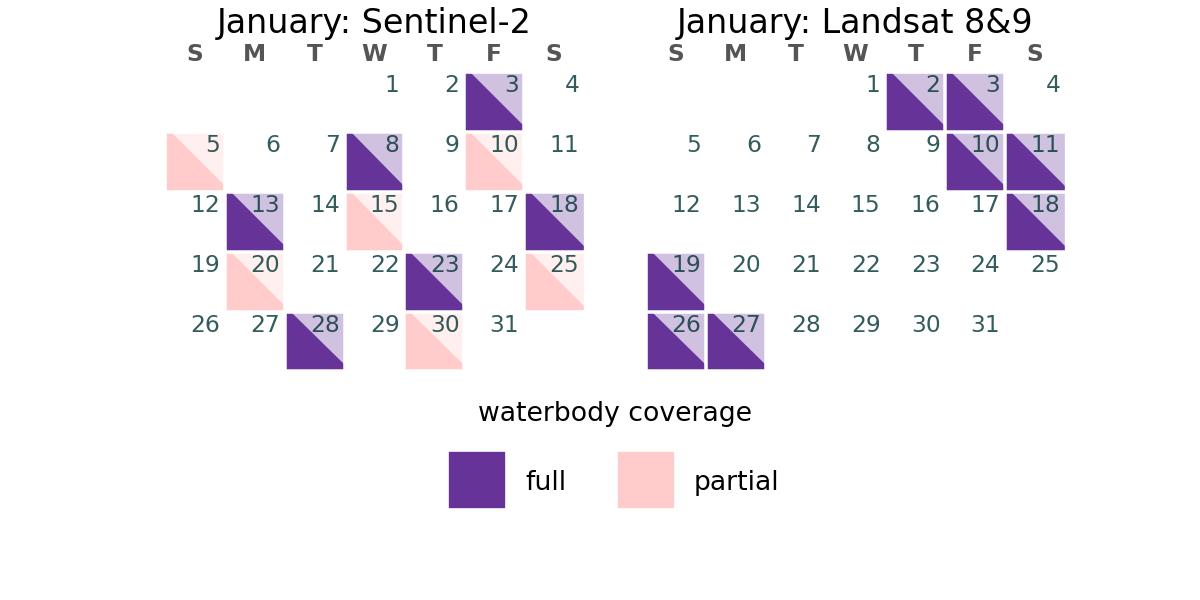 January: Sentinel-2
S M T W T F S
1 2 3 4
5 6 7 8 9 10 11
12 13 14 15 16 17 18
19 20 21 22 23 24 25
26 27 28 29 30 31
January: Landsat 8&9
S M T W T F S
1 2 3 4
5 6 7 8 9 10 11
12 13 14 15 16 17 18
19 20 21 22 23 24 25
26 27 28 29 30 31
waterbody coverage
full
partial